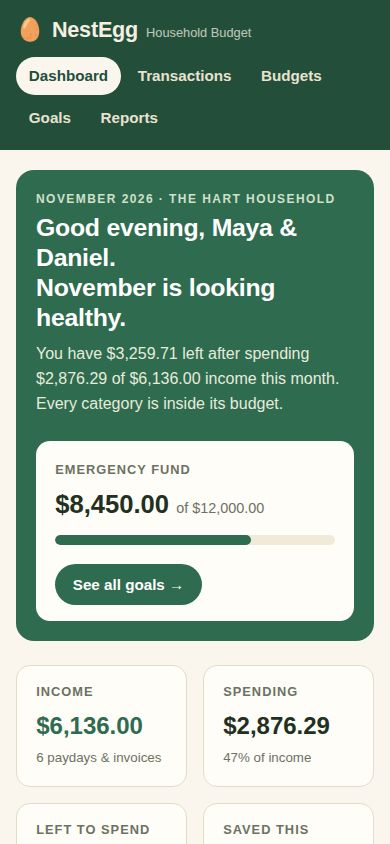 NestEgg Household Budget
Dashboard Transactions Budgets
Goals Reports
NOVEMBER 2026 · THE HART HOUSEHOLD
Good evening, Maya &
Daniel.
November is looking
healthy.
You have $3,259.71 left after spending
$2,876.29 of $6,136.00 income this month.
Every category is inside its budget.
EMERGENCY FUND
$8,450.00 of $12,000.00
See all goals →
INCOME
$6,136.00
6 paydays & invoices
SPENDING
$2,876.29
47% of income
LEFT TO SPEND
SAVED THIS